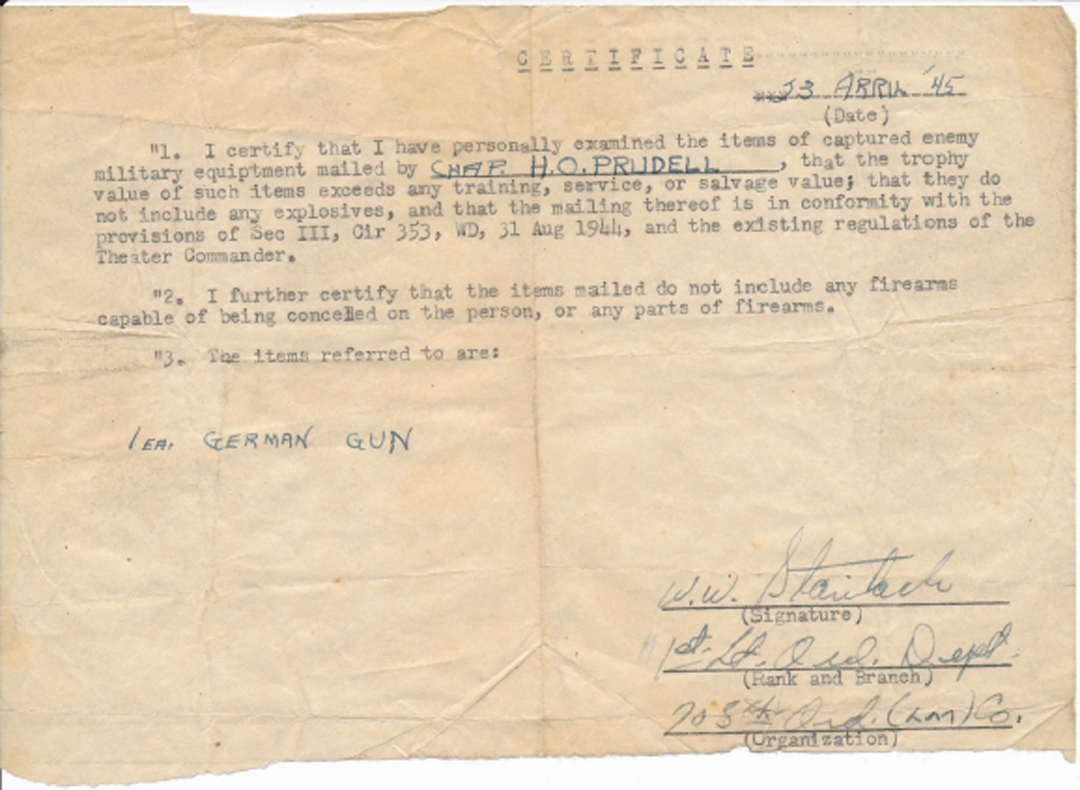 CERTIFICATE
23 APRIL '45
(Date)
"1. I certify that I have personally examined the items of captured enemy
military equiptment mailed by CHAP. H.O. PRUDELL, that the trophy
value of such items exceeds any training, service, or salvage value; that they do
not include any explosives, and that the mailing thereof is in conformity with the
provisions of Sec III, Cir 353, WD, 31 Aug 1944, and the existing regulations of the
Theater Commander.
"2. I further certify that the items mailed do not include any firearms
capable of being concelled on the person, or any parts of firearms.
"3. The items referred to are:
1 EA. GERMAN GUN
W.W.
(Signature)
1st Lt. Ord. Dept.
(Rank and Branch)
Ord. (LM) Co.
(Organization)